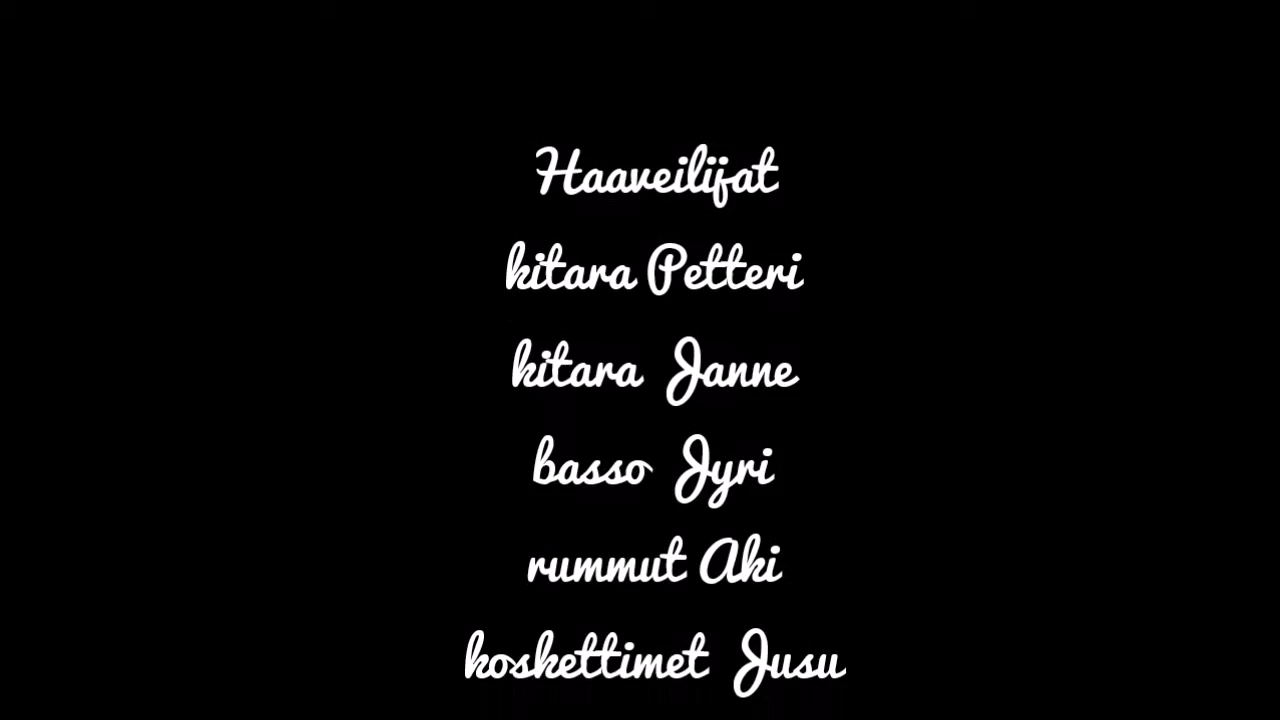 Haaveilijat
kitara Petteri
kitara Janne
basso Jyri
rummut Aki
koskettimet Jusu